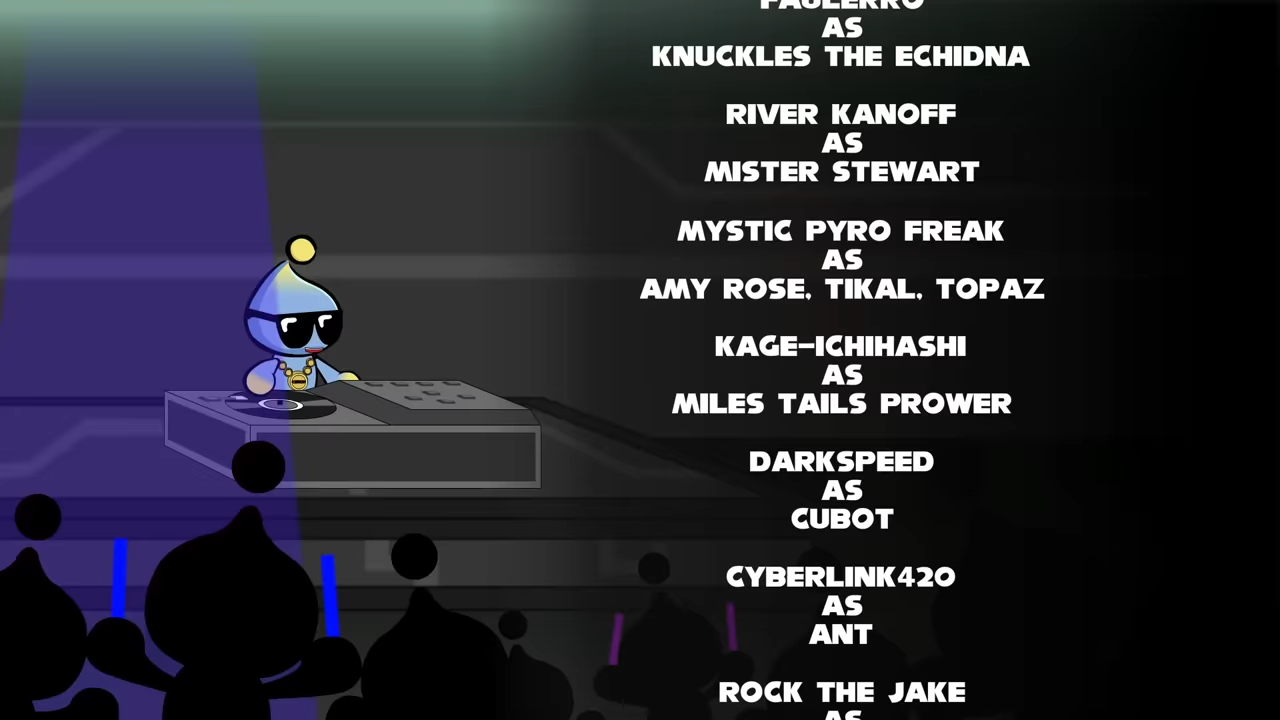 AS
KNUCKLES THE ECHIDNA
RIVER KANOFF
AS
MISTER STEWART
MYSTIC PYRO FREAK
AS
AMY ROSE, TIKAL, TOPAZ
KAGE-ICHIHASHI
AS
MILES TAILS PROWER
DARKSPEED
AS
CUBOT
CYBERLINK420
AS
ANT
ROCK THE JAKE
AS